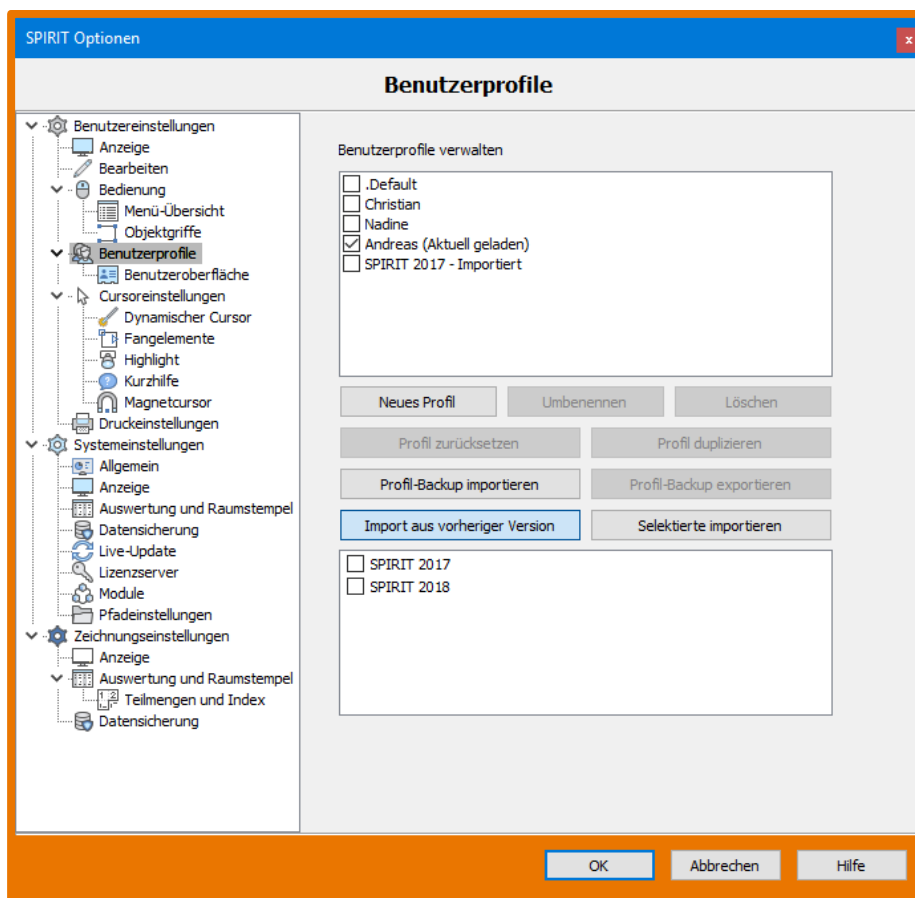 SPIRIT Optionen
x
Benutzerprofile
Benutzereinstellungen
Anzeige
Bearbeiten
Bedienung
Menü-Übersicht
Objektgriffe
Benutzerprofile
Benutzeroberfläche
Cursoreinstellungen
Dynamischer Cursor
Fangelemente
Highlight
Kurzhilfe
Magnetcursor
Druckeinstellungen
Systemeinstellungen
Allgemein
Anzeige
Auswertung und Raumstempel
Datensicherung
Live-Update
Lizenzserver
Module
Pfadeinstellungen
Zeichnungseinstellungen
Anzeige
Auswertung und Raumstempel
Teilmengen und Index
Datensicherung
Benutzerprofile verwalten
.Default
Christian
Nadine
Andreas (Aktuell geladen)
SPIRIT 2017 - Importiert
Neues Profil Umbenennen Löschen
Profil zurücksetzen Profil duplizieren
Profil-Backup importieren Profil-Backup exportieren
Import aus vorheriger Version Selektierte importieren
SPIRIT 2017
SPIRIT 2018
OK Abbrechen Hilfe